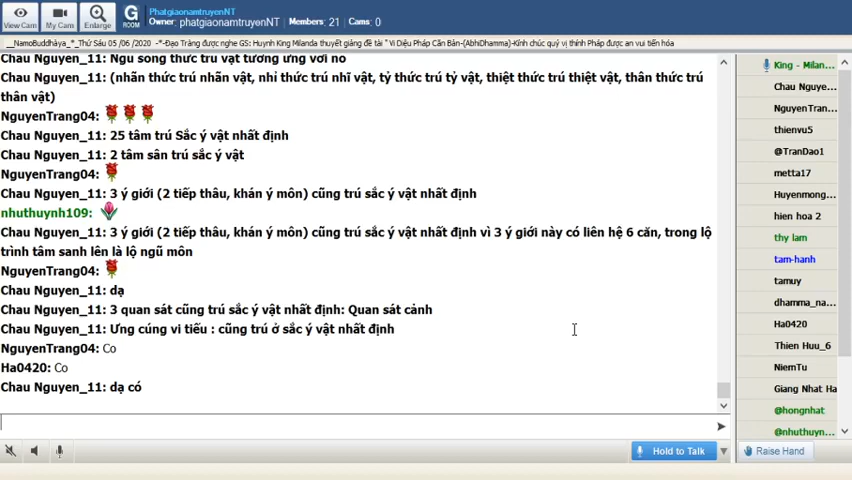 View Cam
My Cam
Enlarge
G
ROOM
PhatgiaonamtruyenNT
Owner: phatgiaonamtruyenNT | Members: 21 | Cams: 0
__NamoBuddhàya_*_Thứ Sáu 05 /06 /2020 -*-Đạo Tràng được nghe GS: Huynh King Milanda thuyết giảng đề tài " Vi Diệu Pháp Căn Bản-(AbhiDhamma)-Kính chúc quý vị thính Pháp được an vui tiến hóa
Chau Nguyen_11: Ngũ song thức trú vật tương ưng với nó
Chau Nguyen_11: (nhãn thức trú nhãn vật, nhỉ thức trú nhĩ vật, tỷ thức trú tỷ vật, thiệt thức trú thiệt vật, thân thức trú
thân vật)
NguyenTrang04:
Chau Nguyen_11: 25 tâm trú Sắc ý vật nhất định
Chau Nguyen_11: 2 tâm sân trú sắc ý vật
NguyenTrang04:
Chau Nguyen_11: 3 ý giới (2 tiếp thâu, khán ý môn) cũng trú sắc ý vật nhất định
nhuthuynh109:
Chau Nguyen_11: 3 ý giới (2 tiếp thâu, khán ý môn) cũng trú sắc ý vật nhất định vì 3 ý giới này có liên hệ 6 căn, trong lộ
trình tâm sanh lên là lộ ngũ môn
NguyenTrang04:
Chau Nguyen_11: dạ
Chau Nguyen_11: 3 quan sát cũng trú sắc ý vật nhất định: Quan sát cảnh
Chau Nguyen_11: Ưng cúng vi tiếu : cũng trú ở sắc ý vật nhất định
NguyenTrang04: Co
Ha0420: Co
Chau Nguyen_11: dạ có
Hold to Talk
King - Milan...
Chau Nguye...
NguyenTran...
thienvu5
@TranDao1
metta17
Huyenmong...
hien hoa 2
thy lam
tam-hanh
tamuy
dhamma_na...
Ha0420
Thien Huu_6
NiemTu
Giang Nhat Ha
@hongnhat
@nhuthuyn...
Raise Hand